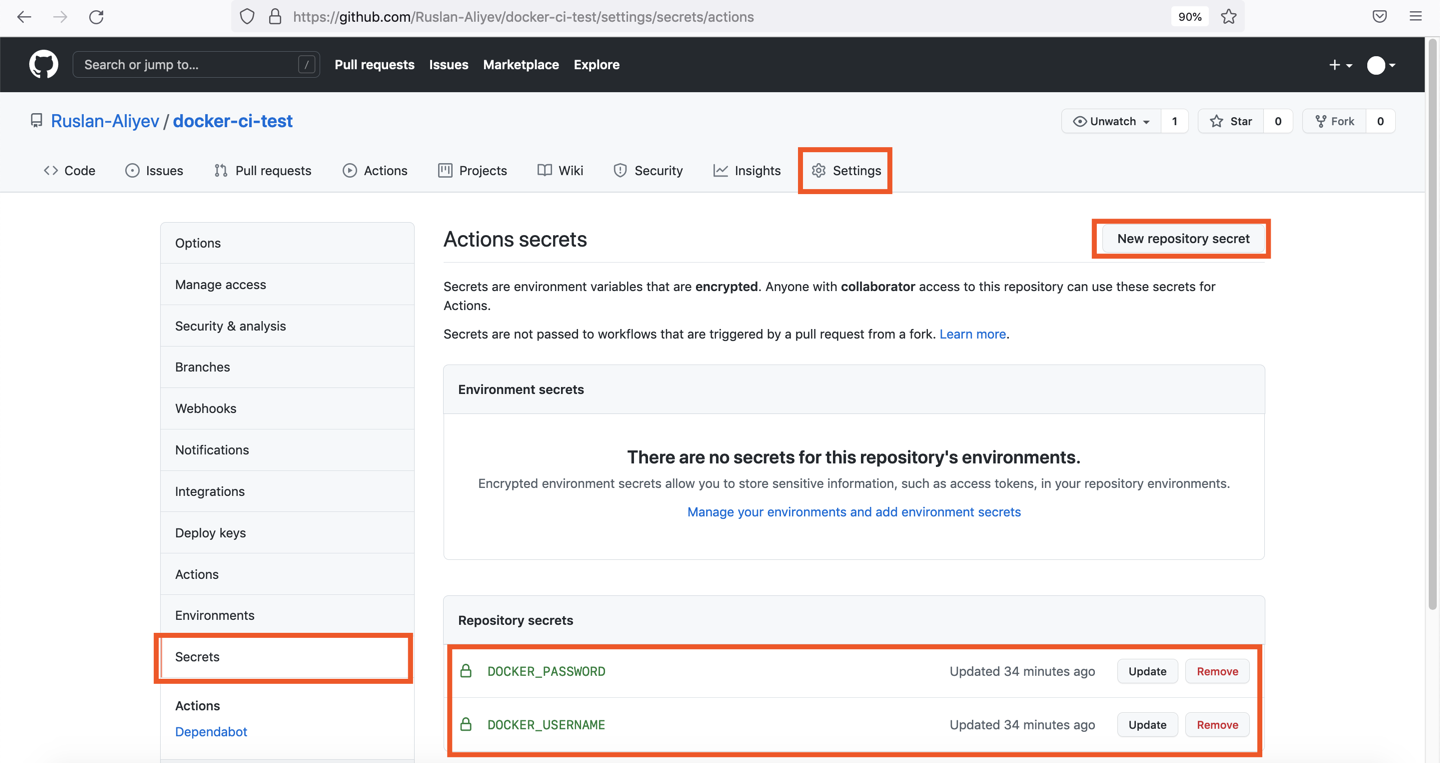 https://github.com/Ruslan-Aliyev/docker-ci-test/settings/secrets/actions
90%
Search or jump to...
/
Pull requests
Issues
Marketplace
Explore
+
Ruslan-Aliyev / docker-ci-test
Unwatch
1
Star
0
Fork
0
Code
Issues
Pull requests
Actions
Projects
Wiki
Security
Insights
Settings
Options
Manage access
Security & analysis
Branches
Webhooks
Notifications
Integrations
Deploy keys
Actions
Environments
Secrets
Actions
Dependabot
Actions secrets
New repository secret
Secrets are environment variables that are encrypted. Anyone with collaborator access to this repository can use these secrets for
Actions.
Secrets are not passed to workflows that are triggered by a pull request from a fork. Learn more.
Environment secrets
There are no secrets for this repository's environments.
Encrypted environment secrets allow you to store sensitive information, such as access tokens, in your repository environments.
Manage your environments and add environment secrets
Repository secrets
DOCKER_PASSWORD
Updated 34 minutes ago
Update
Remove
DOCKER_USERNAME
Updated 34 minutes ago
Update
Remove